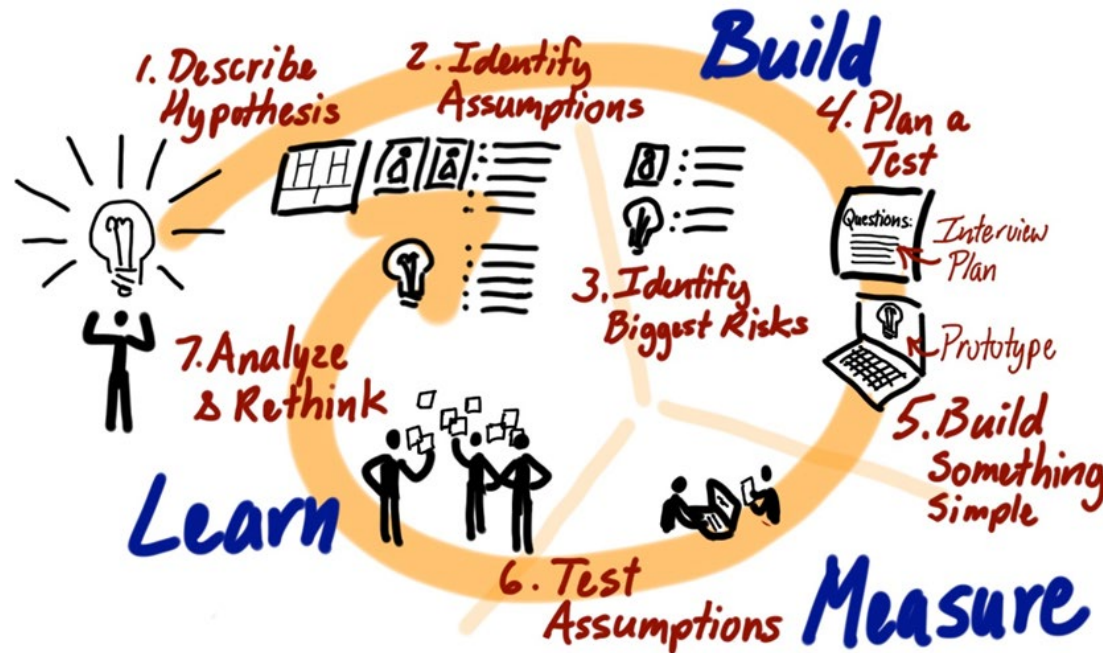 1. Describe
Hypothesis
2. Identify
Assumptions
Build
3. Identify
Biggest Risks
4. Plan a
Test
Questions:
Interview
Plan
Prototype
5. Build
Something
Simple
Measure
6. Test
Assumptions
7. Analyze
& Rethink
Learn